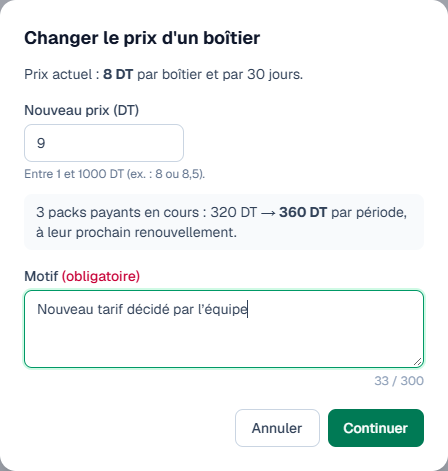 Changer le prix d'un boîtier
Prix actuel : 8 DT par boîtier et par 30 jours.
Nouveau prix (DT)
9
Entre 1 et 1000 DT (ex. : 8 ou 8,5).
3 packs payants en cours : 320 DT → 360 DT par période,
à leur prochain renouvellement.
Motif (obligatoire)
Nouveau tarif décidé par l'équipe
33 / 300
Annuler
Continuer